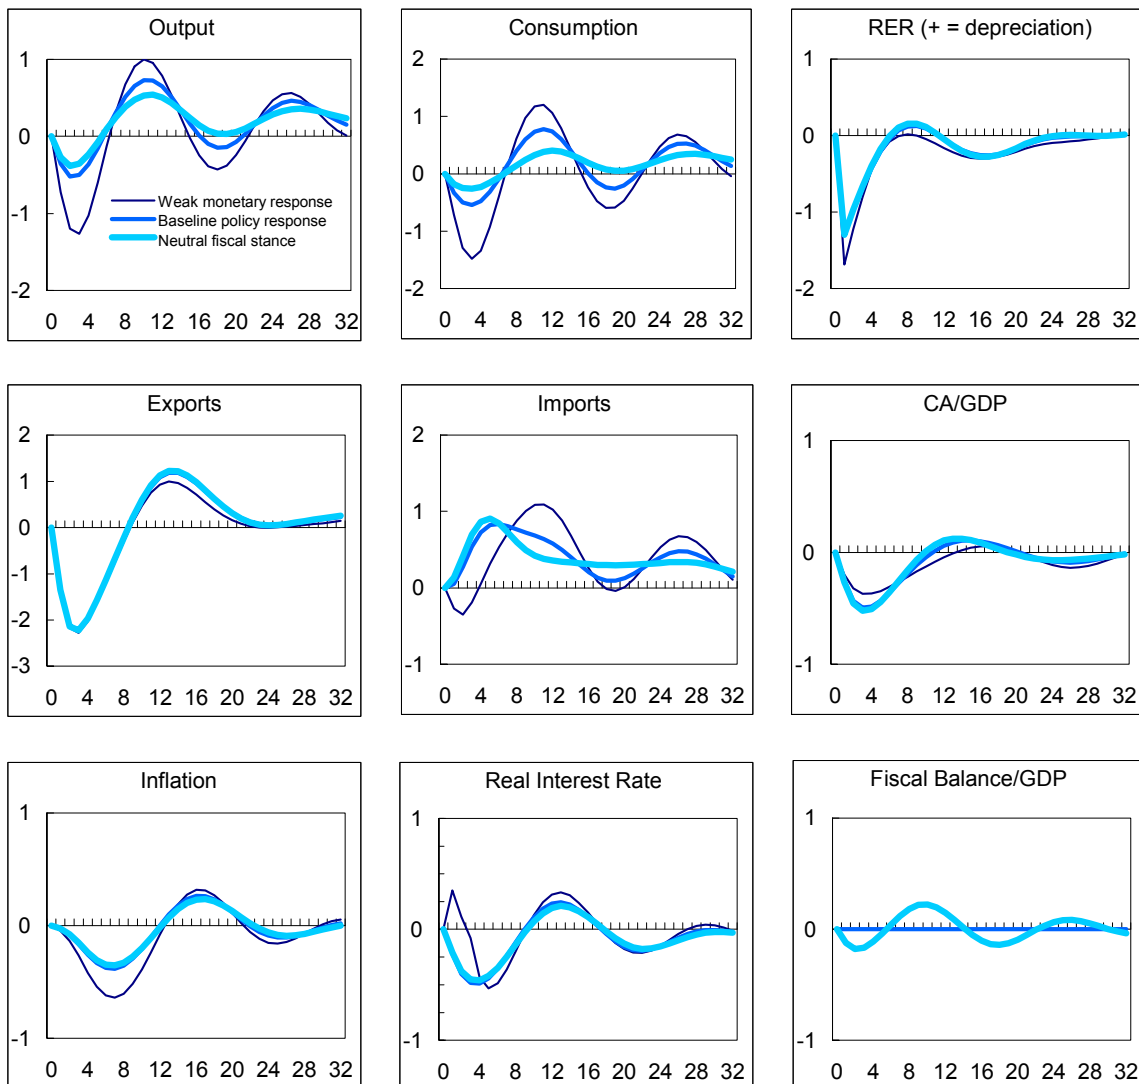 Output
1
0
-1
-2
Weak monetary response
Baseline policy response
Neutral fiscal stance
0 4 8 12 16 20 24 28 32
Consumption
2
1
0
-1
-2
0 4 8 12 16 20 24 28 32
RER (+ = depreciation)
1
0
-1
-2
0 4 8 12 16 20 24 28 32
Exports
2
1
0
-1
-2
-3
0 4 8 12 16 20 24 28 32
Imports
2
1
0
-1
0 4 8 12 16 20 24 28 32
CA/GDP
1
0
-1
0 4 8 12 16 20 24 28 32
Inflation
1
0
-1
0 4 8 12 16 20 24 28 32
Real Interest Rate
1
0
-1
0 4 8 12 16 20 24 28 32
Fiscal Balance/GDP
1
0
-1
0 4 8 12 16 20 24 28 32